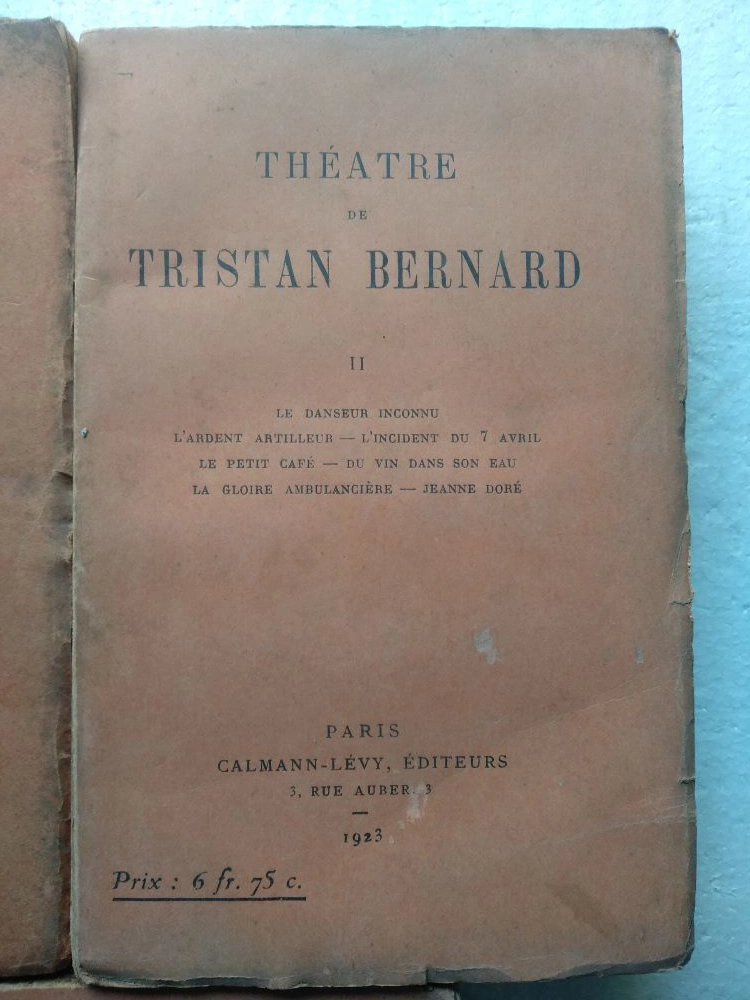 THÉATRE
DE
TRISTAN BERNARD
II
LE DANSEUR INCONNU
L'ARDENT ARTILLEUR — L'INCIDENT DU 7 AVRIL
LE PETIT CAFÉ — DU VIN DANS SON EAU
LA GLOIRE AMBULANCIÈRE — JEANNE DORÉ
PARIS
CALMANN-LÉVY, ÉDITEURS
3, RUE AUBER, 3
1923
Prix : 6 fr. 75 c.